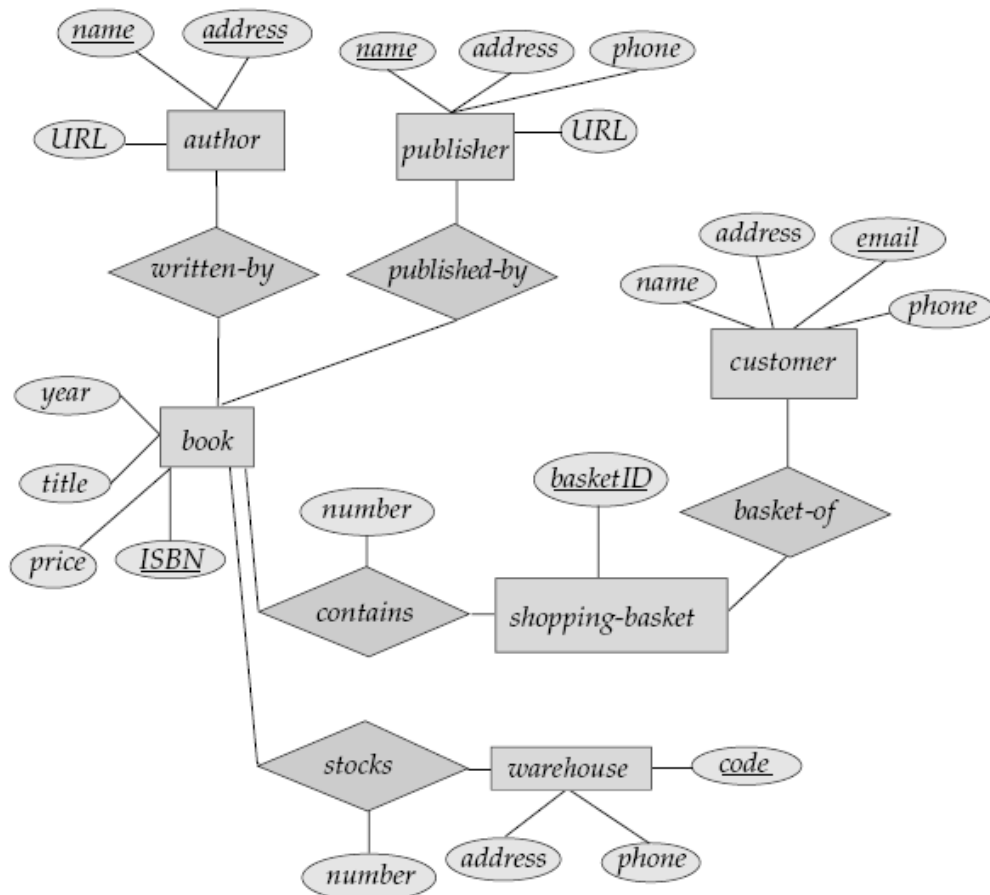 name
address
name
address
phone
URL
author
publisher
URL
written-by
published-by
address
email
name
phone
customer
year
book
title
basketID
number
basket-of
price
ISBN
contains
shopping-basket
stocks
warehouse
code
number
address
phone